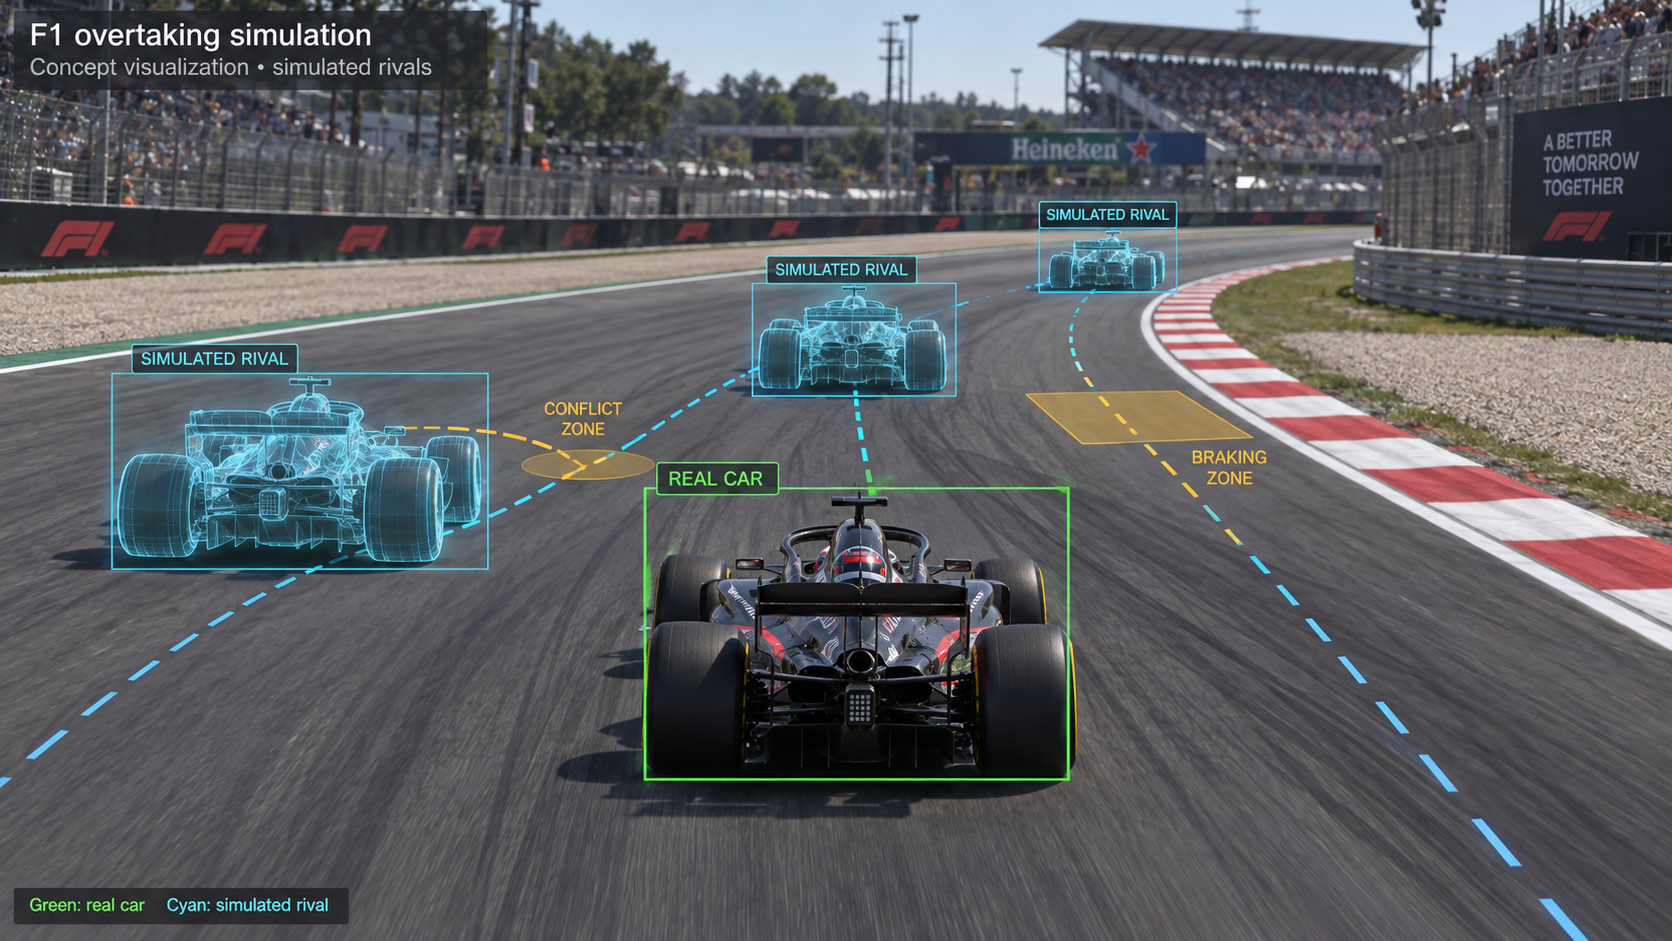 F1 overtaking simulation
Concept visualization • simulated rivals
Heineken
A BETTER
TOMORROW
TOGETHER
SIMULATED RIVAL
SIMULATED RIVAL
SIMULATED RIVAL
CONFLICT
ZONE
BRAKING
ZONE
REAL CAR
Green: real car
Cyan: simulated rival